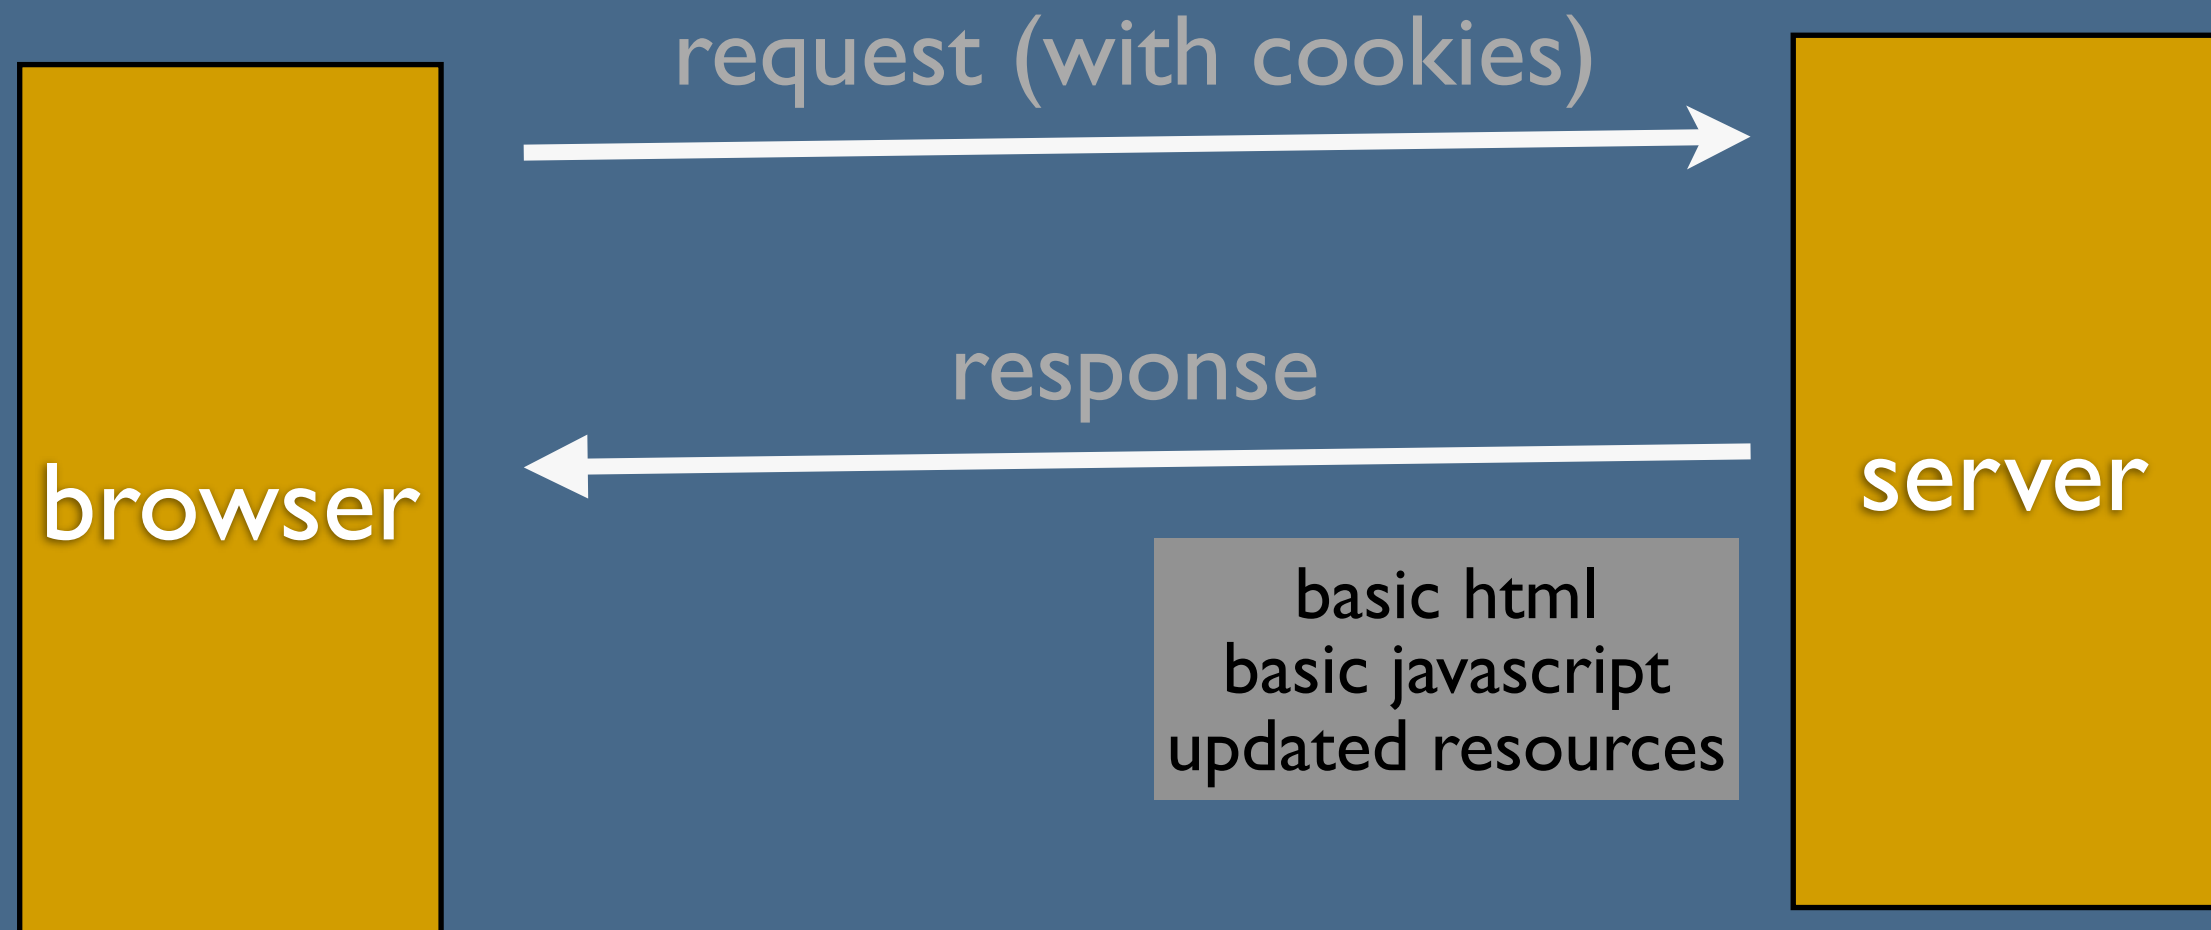 request (with cookies)
response
browser
server
basic html
basic javascript
updated resources